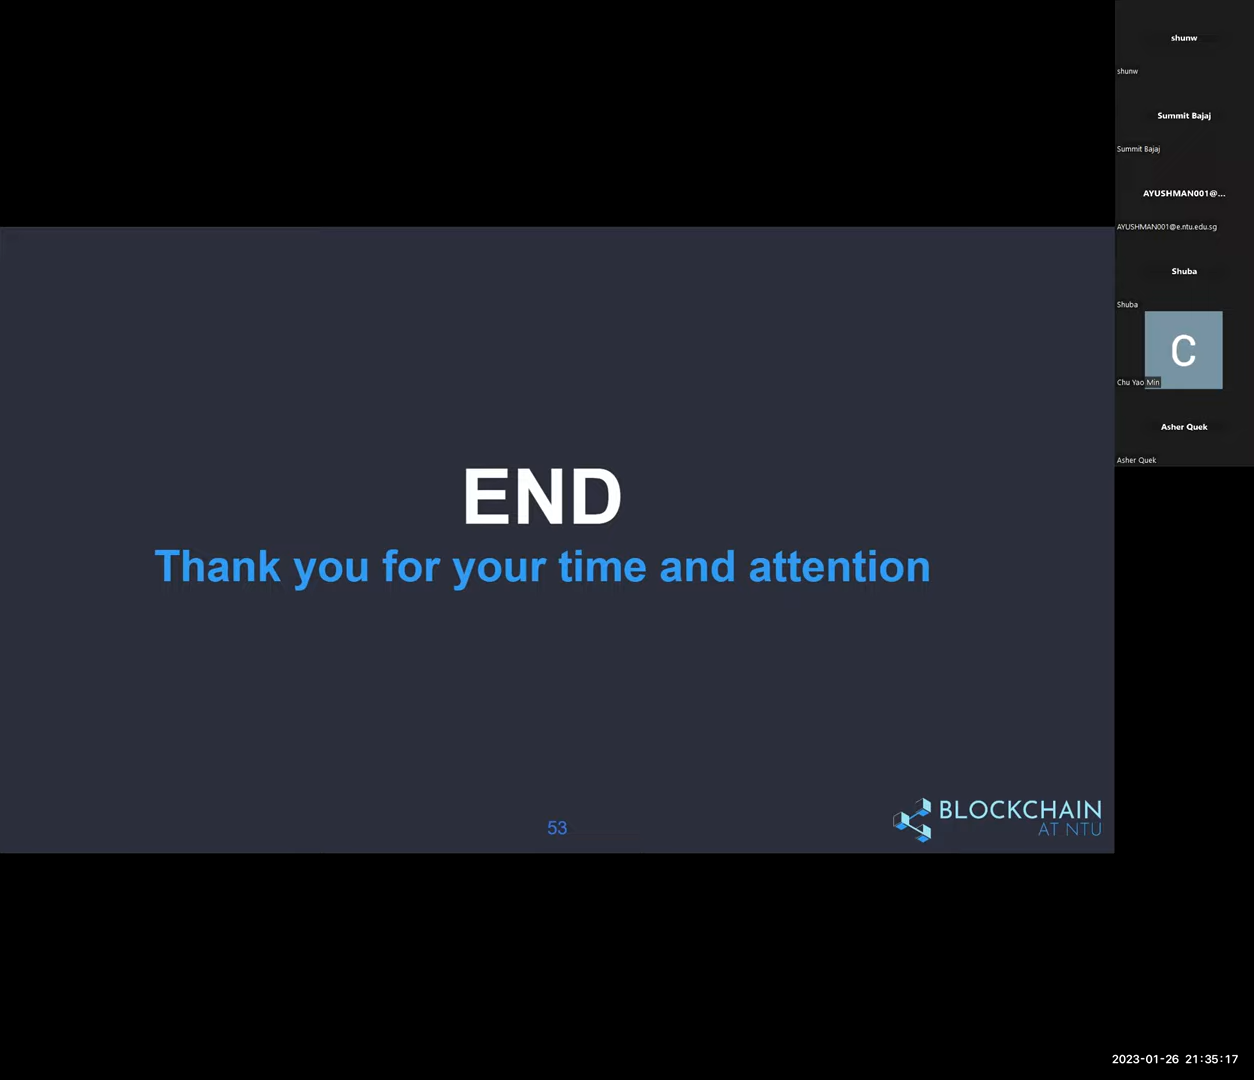 shunw
shunw
Summit Bajaj
Summit Bajaj
AYUSHMAN001@...
AYUSHMAN001@e.ntu.edu.sg
Shuba
Shuba
C
Chu Yao Min
Asher Quek
Asher Quek
END
Thank you for your time and attention
53
BLOCKCHAIN
AT NTU
2023-01-26 21:35:17